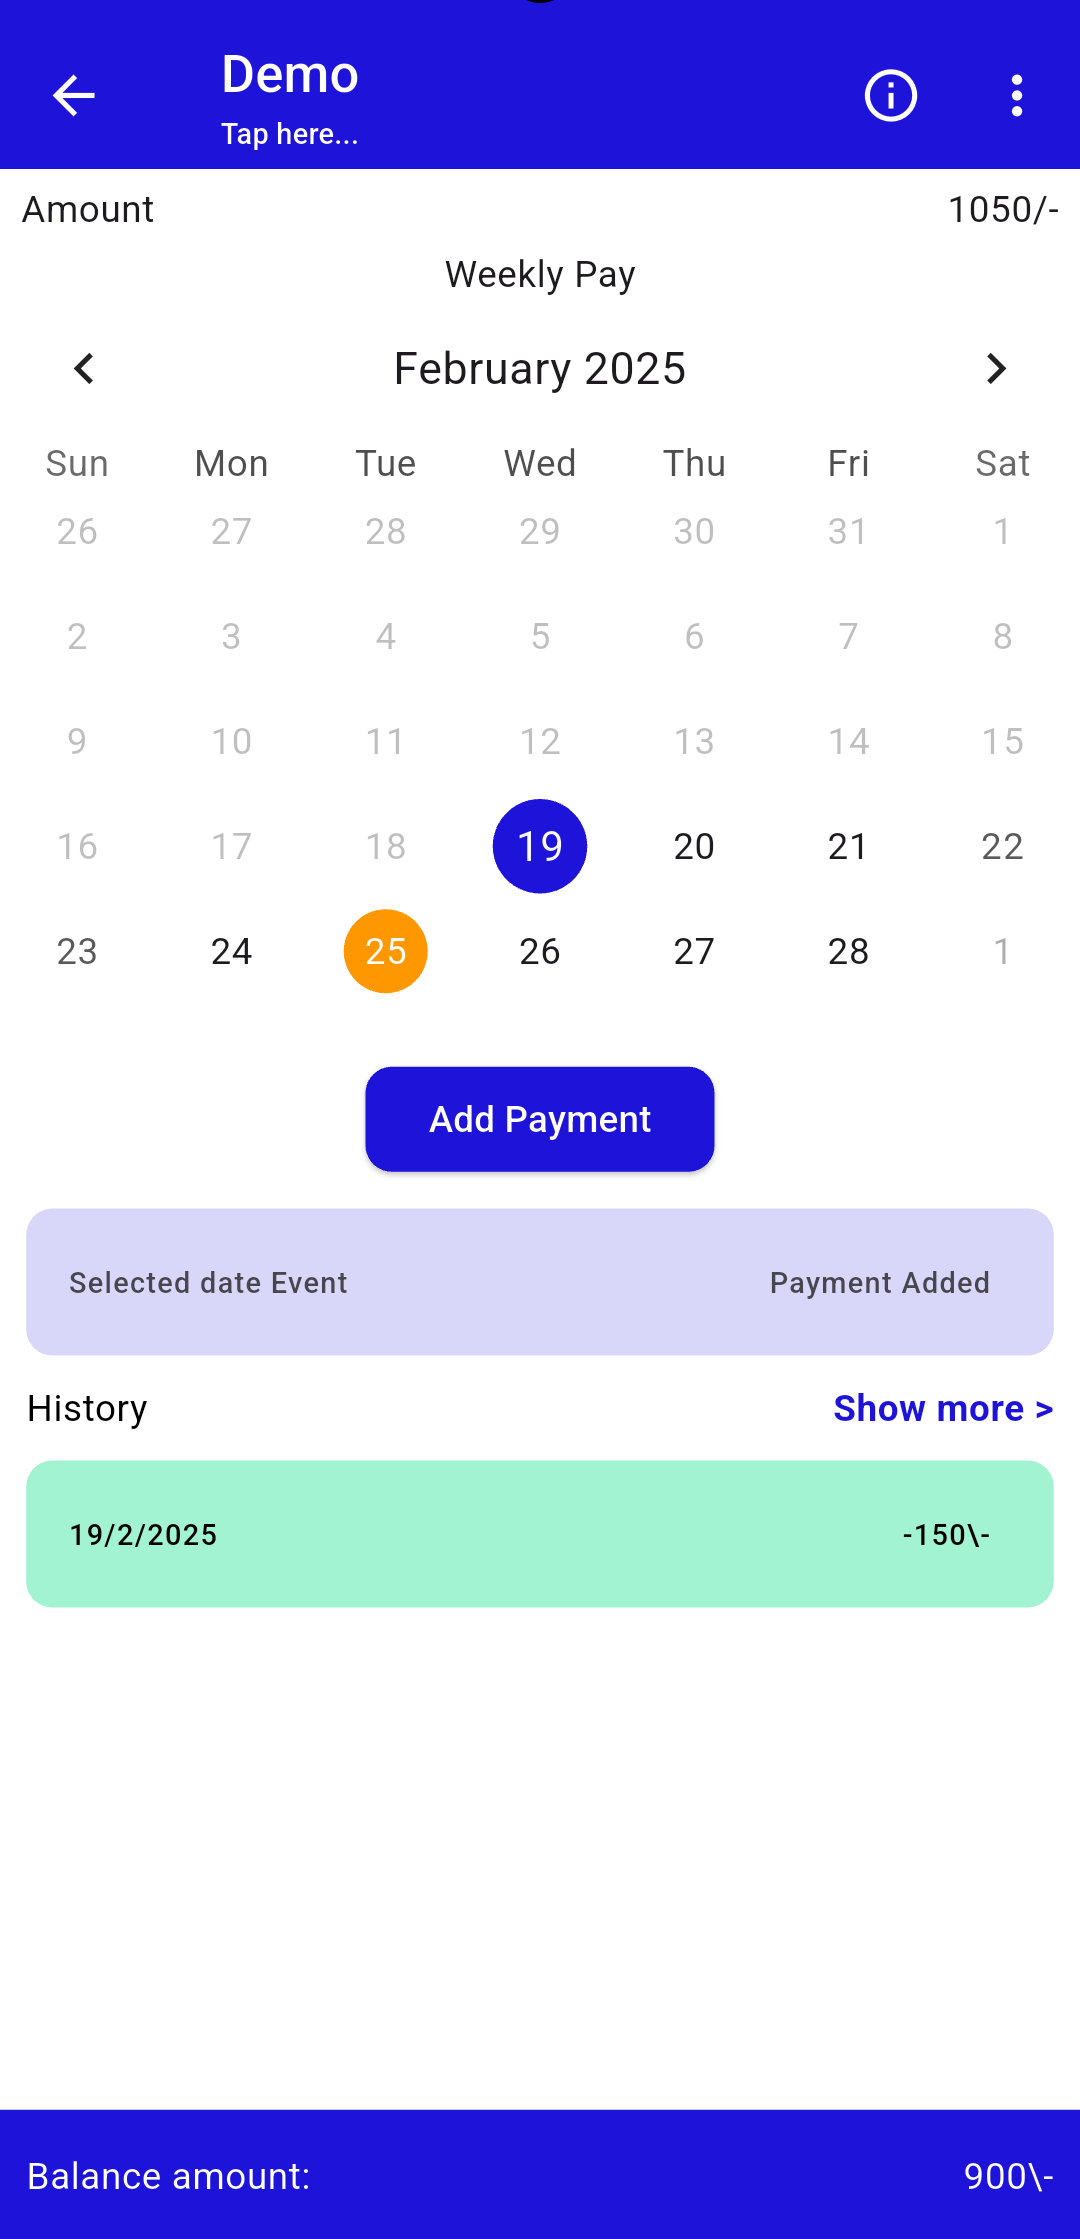 Demo
Tap here...
Amount 1050/-
Weekly Pay
February 2025
Sun Mon Tue Wed Thu Fri Sat
26 27 28 29 30 31 1
2 3 4 5 6 7 8
9 10 11 12 13 14 15
16 17 18 19 20 21 22
23 24 25 26 27 28 1
Add Payment
Selected date Event Payment Added
History Show more >
19/2/2025 -150\-
Balance amount: 900\-